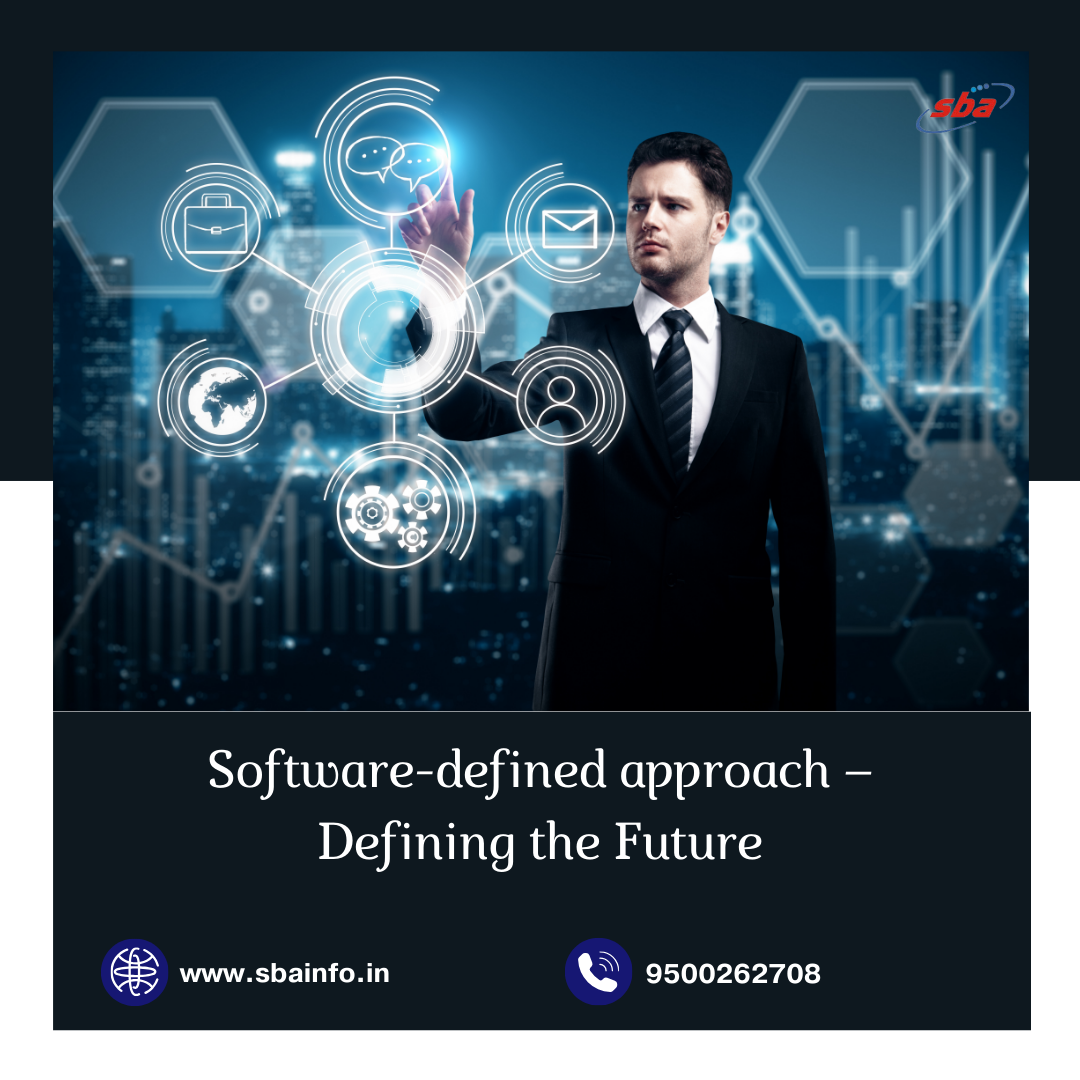 sba
Software-defined approach –
Defining the Future
www.sbainfo.in
9500262708